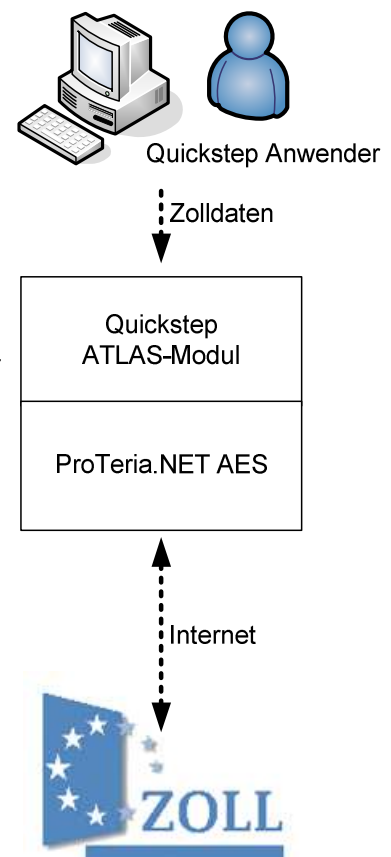 Quickstep Anwender
Zolldaten
Quickstep
ATLAS-Modul
ProTeria.NET AES
Internet
ZOLL